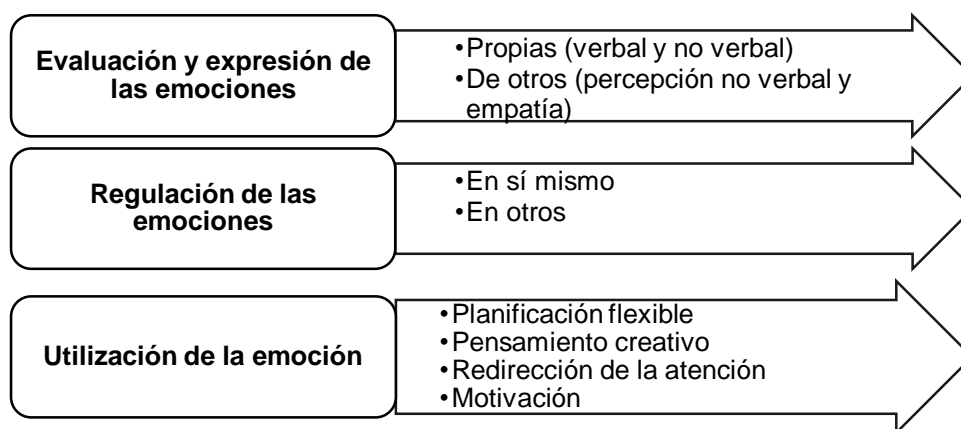 Evaluación y expresión de
las emociones
•Propias (verbal y no verbal)
•De otros (percepción no verbal y
empatía)
Regulación de las
emociones
•En sí mismo
•En otros
Utilización de la emoción
•Planificación flexible
•Pensamiento creativo
•Redirección de la atención
•Motivación